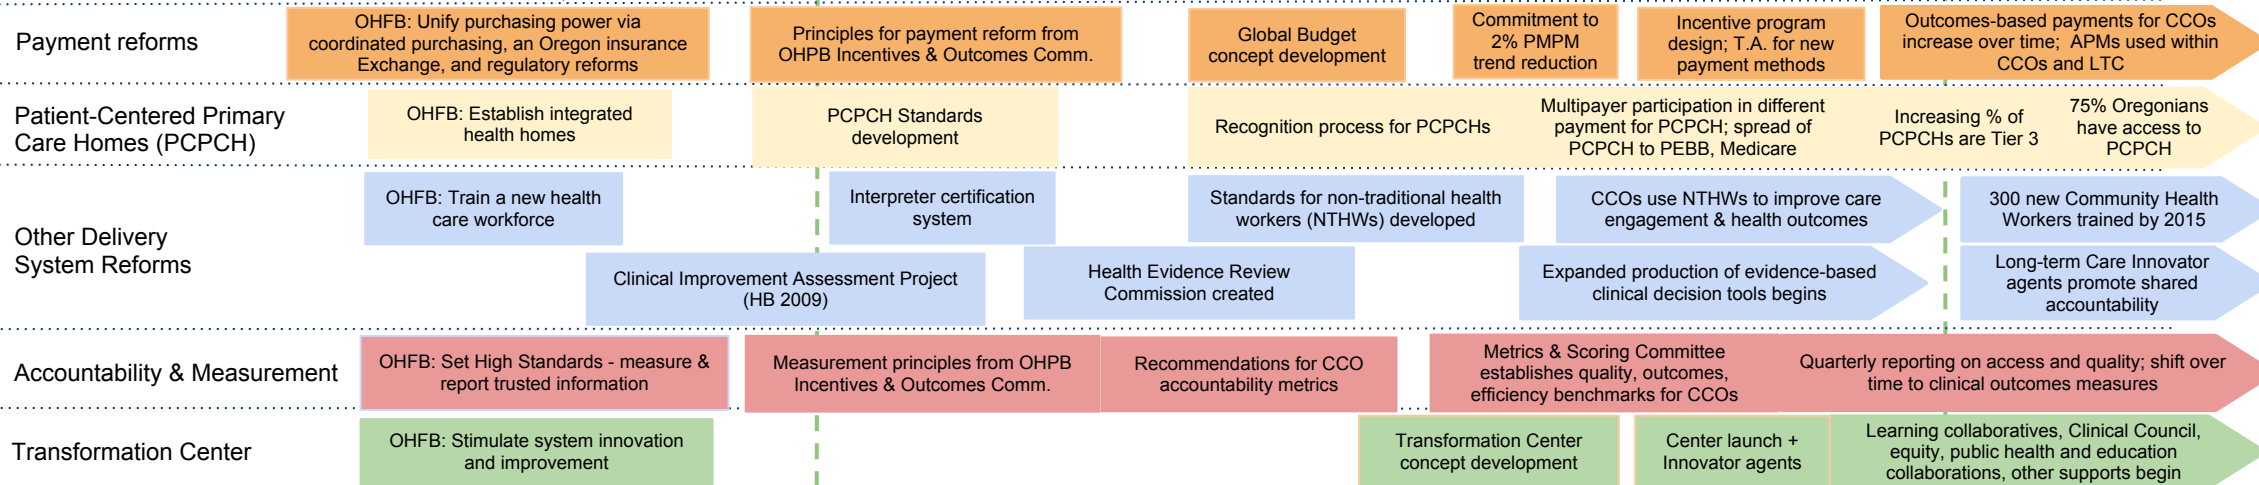 Payment reforms
OHFB: Unify purchasing power via
coordinated purchasing, an Oregon insurance
Exchange, and regulatory reforms
Principles for payment reform from
OHPB Incentives & Outcomes Comm.
Global Budget
concept development
Commitment to
2% PMPM
trend reduction
Incentive program
design; T.A. for new
payment methods
Outcomes-based payments for CCOs
increase over time; APMs used within
CCOs and LTC
Patient-Centered Primary
Care Homes (PCPCH)
OHFB: Establish integrated
health homes
PCPCH Standards
development
Recognition process for PCPCHs
Multipayer participation in different
payment for PCPCH; spread of
PCPCH to PEBB, Medicare
Increasing % of
PCPCHs are Tier 3
75% Oregonians
have access to
PCPCH
Other Delivery
System Reforms
OHFB: Train a new health
care workforce
Interpreter certification
system
Standards for non-traditional health
workers (NTHWs) developed
CCOs use NTHWs to improve care
engagement & health outcomes
300 new Community Health
Workers trained by 2015
Clinical Improvement Assessment Project
(HB 2009)
Health Evidence Review
Commission created
Expanded production of evidence-based
clinical decision tools begins
Long-term Care Innovator
agents promote shared
accountability
Accountability & Measurement
OHFB: Set High Standards - measure &
report trusted information
Measurement principles from OHPB
Incentives & Outcomes Comm.
Recommendations for CCO
accountability metrics
Metrics & Scoring Committee
establishes quality, outcomes,
efficiency benchmarks for CCOs
Quarterly reporting on access and quality; shift over
time to clinical outcomes measures
Transformation Center
OHFB: Stimulate system innovation
and improvement
Transformation Center
concept development
Center launch +
Innovator agents
Learning collaboratives, Clinical Council,
equity, public health and education
collaborations, other supports begin